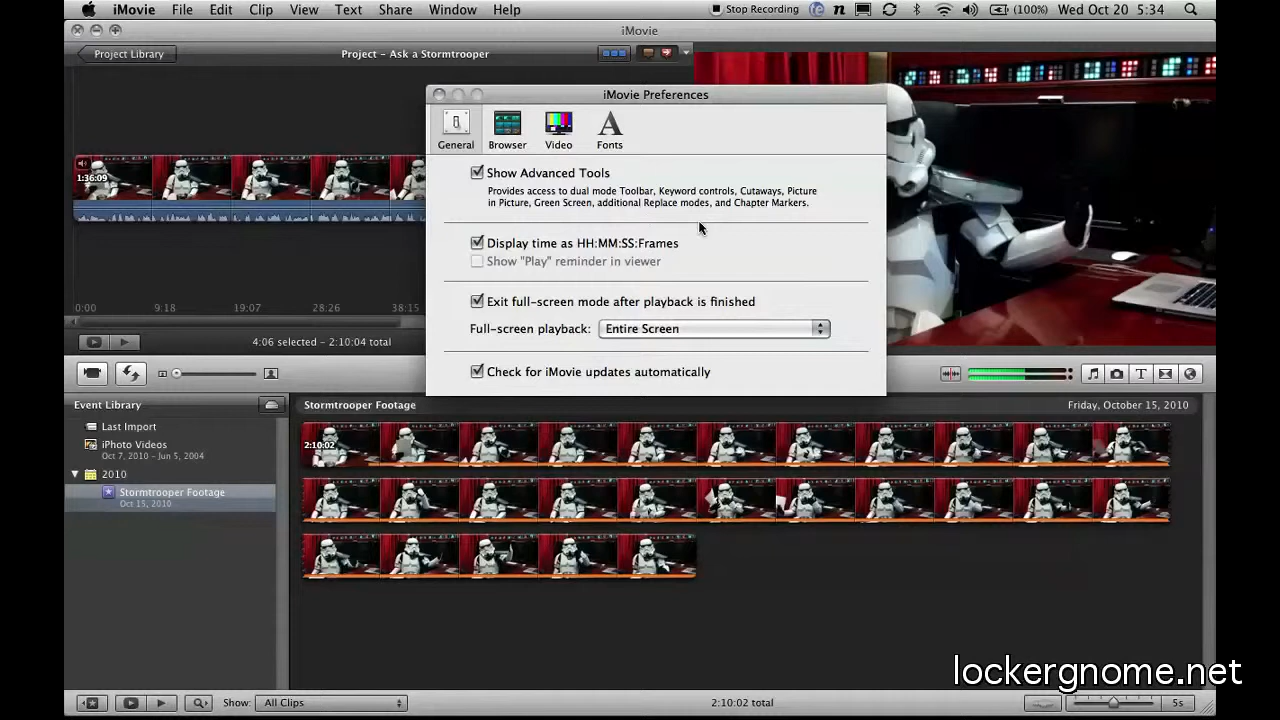 iMovie File Edit Clip View Text Share Window Help Stop Recording (100%) Wed Oct 20 5:34
iMovie
Project Library Project - Ask a Stormtrooper
iMovie Preferences
General Browser Video Fonts
1:36:09
Show Advanced Tools
Provides access to dual mode Toolbar, Keyword controls, Cutaways, Picture
in Picture, Green Screen, additional Replace modes, and Chapter Markers.
Display time as HH:MM:SS:Frames
Show "Play" reminder in viewer
Exit full-screen mode after playback is finished
0:00 9:18 18:27 28:26 38:15
Full-screen playback: Entire Screen
4:06 selected - 2:10:04 total
Check for iMovie updates automatically
Event Library Stormtrooper Footage Friday, October 15, 2010
Last Import
iPhoto Videos
Oct 7, 2010 - Jun 5, 2004
2:10:02
2010
Stormtrooper Footage
Oct 15, 2010
lockergnome.net
Show: All Clips 2:10:02 total 5s